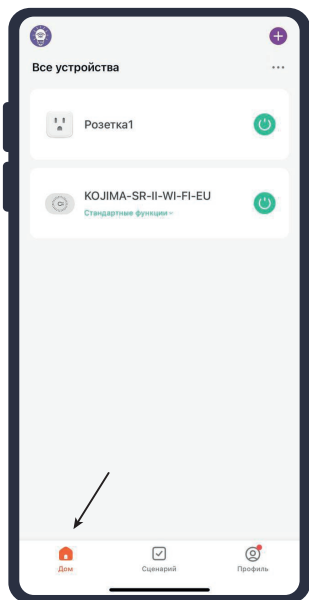 Все устройства
Розетка1
KOJIMA-SR-II-WI-FI-EU
Стандартные функции
Дом Сценарий Профиль